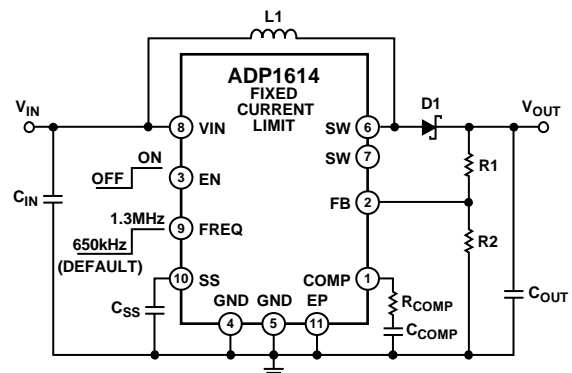 L1
ADP1614
FIXED
CURRENT
LIMIT
D1
VIN
VOUT
8 VIN
SW 6
ON
OFF
3 EN
SW 7
R1
CIN
1.3MHz
FB 2
650kHz
(DEFAULT)
9 FREQ
R2
10 SS
COMP 1
CSS
GND GND EP
4 5 11
RCOMP
CCOMP
COUT